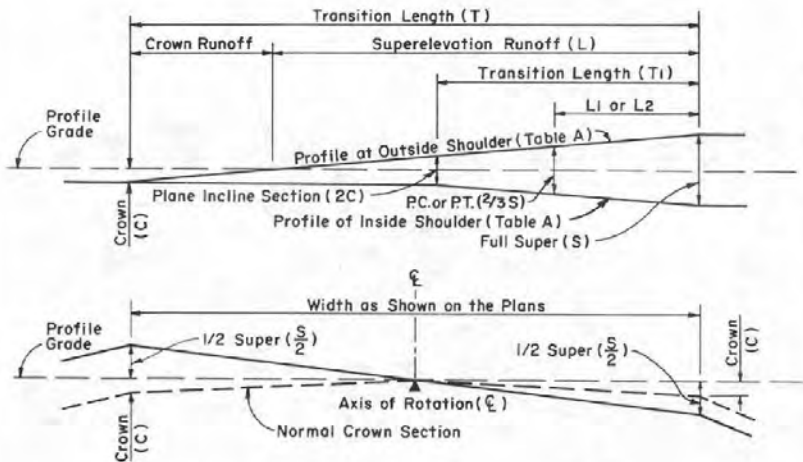 Transition Length (T)
Crown Runoff
Superelevation Runoff (L)
Transition Length (T1)
L1 or L2
Profile
Grade
Profile at Outside Shoulder (Table A)
Plane Incline Section (2C)
P.C. or P.T. (2/3 S)
Profile of Inside Shoulder (Table A)
Full Super (S)
Crown
(C)
℄
Width as Shown on the Plans
Profile
Grade
1/2 Super (S/2)
1/2 Super (S/2)
Crown
(C)
Axis of Rotation (℄)
Normal Crown Section
Crown
(C)